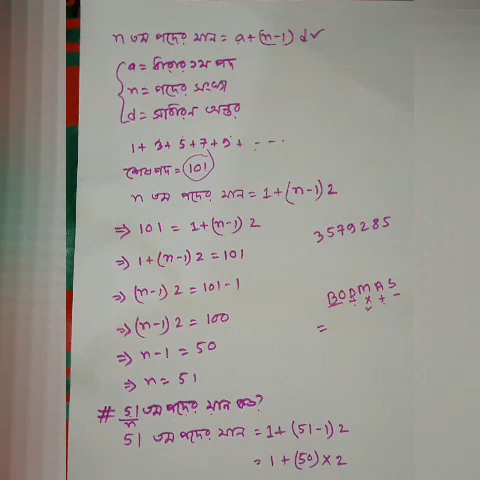 n তম পদের মান = a+(n-1) d
a = ধারার ১ম পদ
n = পদের সংখ্যা
d = সাধারন অন্তর
1+ 3+ 5+7+9+ - - -
শেষ পদ = 101
n তম পদের মান = 1+(n-1) 2
⇒ 101 = 1+(n-1) 2
⇒ 1+(n-1) 2 = 101
⇒ (n-1) 2 = 101-1
⇒ (n-1) 2 = 100
⇒ n-1 = 50
⇒ n = 51
# 51 তম পদের মান কত?
n
51 তম পদের মান = 1+(51-1) 2
= 1+(50)×2
3579285
BODMAS
× + -
=